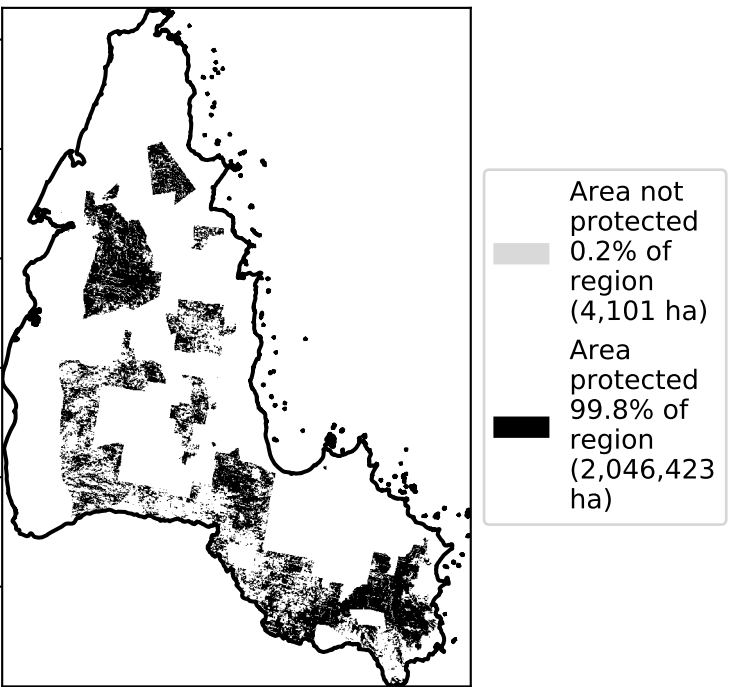 Area not
protected
0.2% of
region
(4,101 ha)
Area
protected
99.8% of
region
(2,046,423
ha)